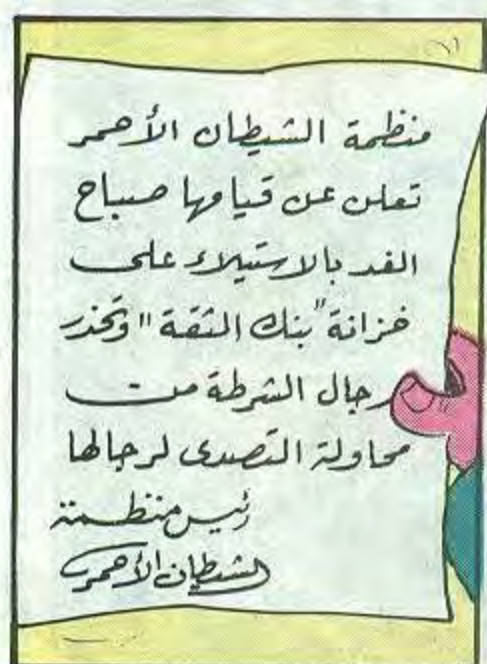 منظمة الشيطان الأحمر
تعلن عن قيامها صباح
الغد بالاستيلاء على
خزانة "بنك الثقة" وتحذر
رجال الشرطة من
محاولة التصدى لرجالها
رئيس منظمة
الشيطان الأحمر